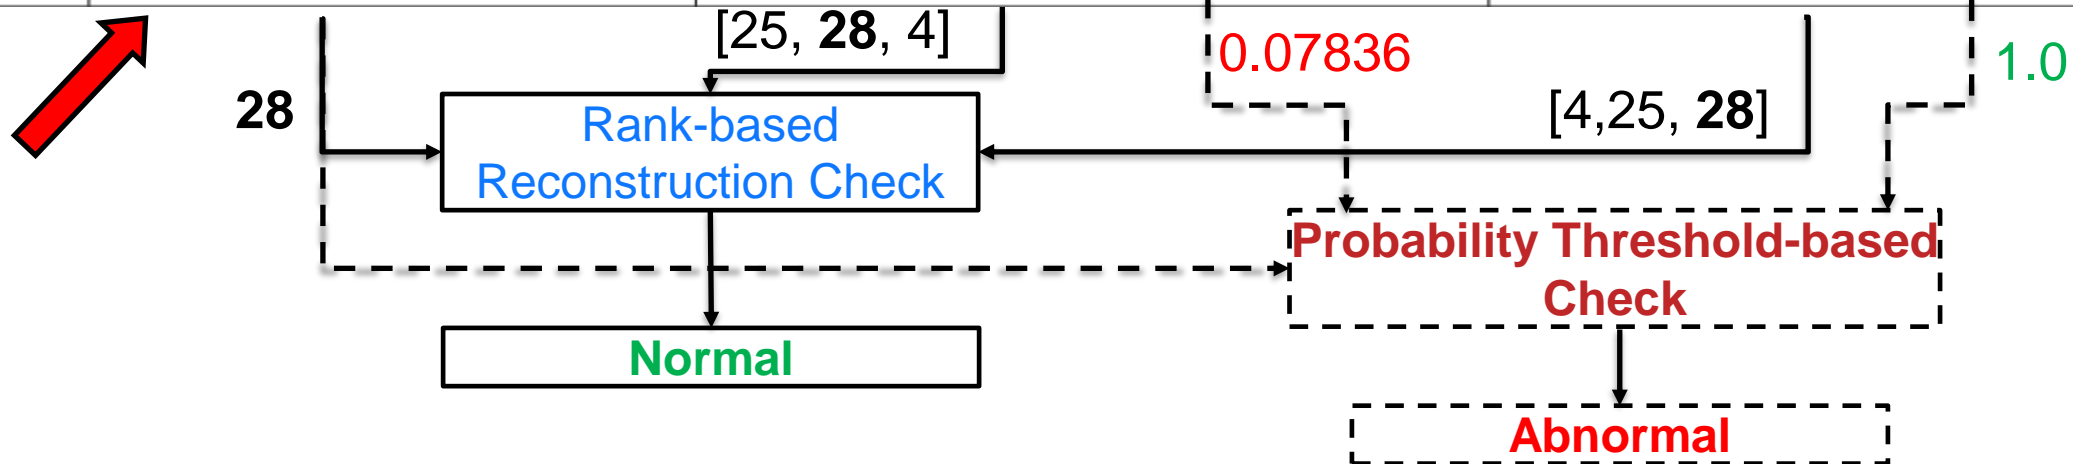 [25, 28, 4]
0.07836
1.0
28
[4,25, 28]
Rank-based
Reconstruction Check
Probability Threshold-based
Check
Normal
Abnormal